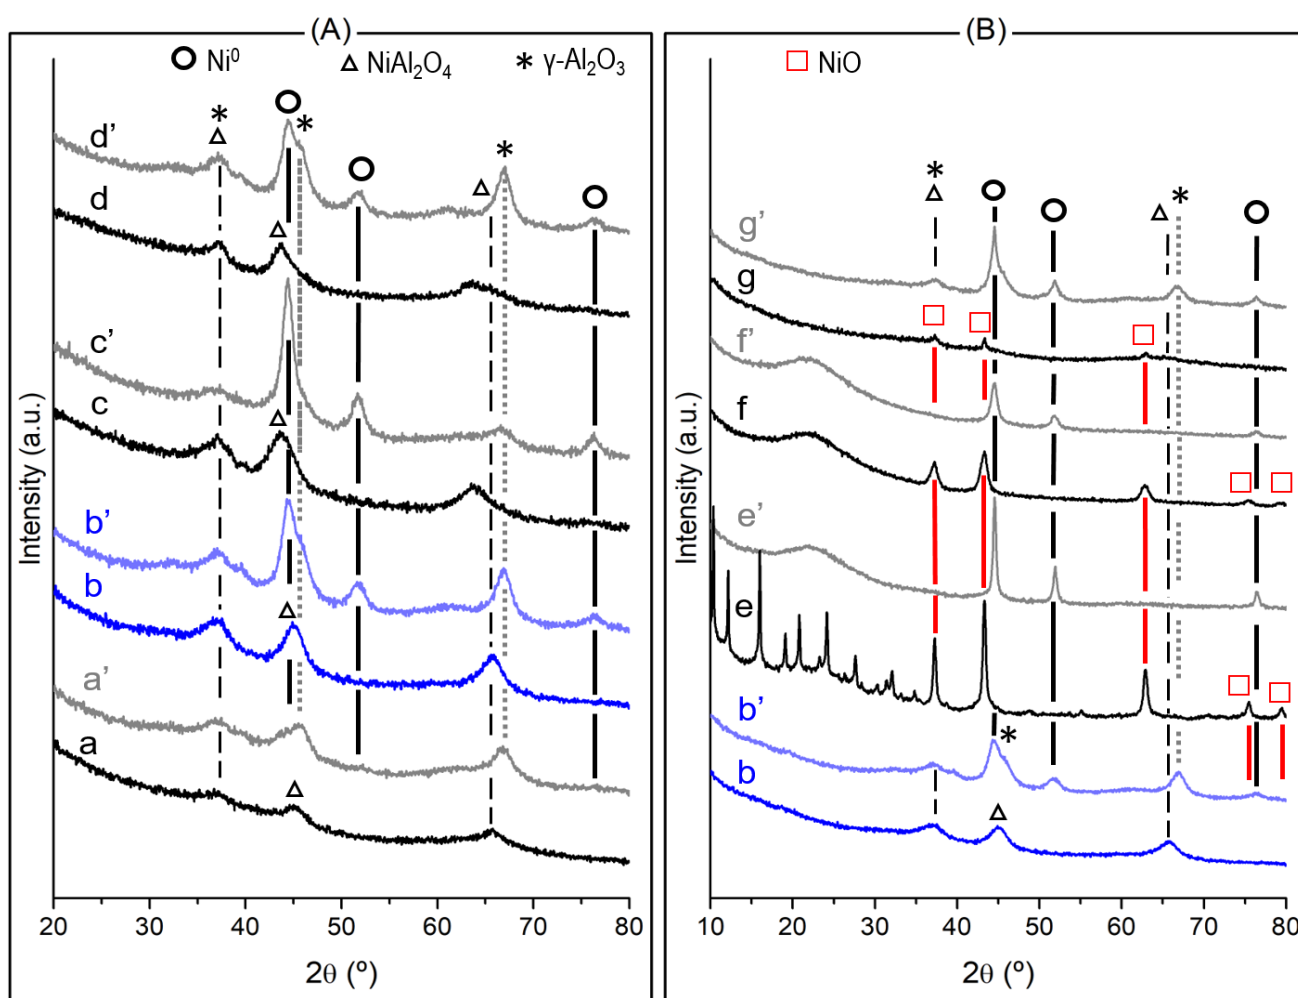 (A)
Ni⁰ NiAl₂O₄ * γ-Al₂O₃
d'
d
c'
c
b'
b
a'
a
Intensity (a.u.)
20 30 40 50 60 70 80
2θ (º)
(B)
NiO
g'
g
f'
f
e'
e
b'
b
Intensity (a.u.)
10 20 30 40 50 60 70 80
2θ (º)